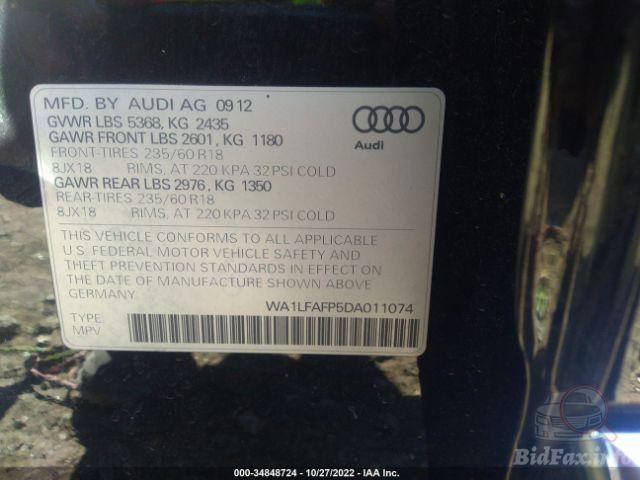 MFD. BY AUDI AG 09 12
GVWR LBS 5368, KG 2435
GAWR FRONT LBS 2601, KG 1180
FRONT-TIRES 235/60 R18
8JX18 RIMS, AT 220 KPA 32 PSI COLD
GAWR REAR LBS 2976, KG 1350
REAR-TIRES 235/60 R18
8JX18 RIMS, AT 220 KPA 32 PSI COLD
Audi
THIS VEHICLE CONFORMS TO ALL APPLICABLE
U.S. FEDERAL MOTOR VEHICLE SAFETY AND
THEFT PREVENTION STANDARDS IN EFFECT ON
THE DATE OF MANUFACTURE SHOWN ABOVE
GERMANY
WA1LFAFP5DA011074
TYPE:
MPV
BidFax.info
000-34848724 - 10/27/2022 - IAA Inc.